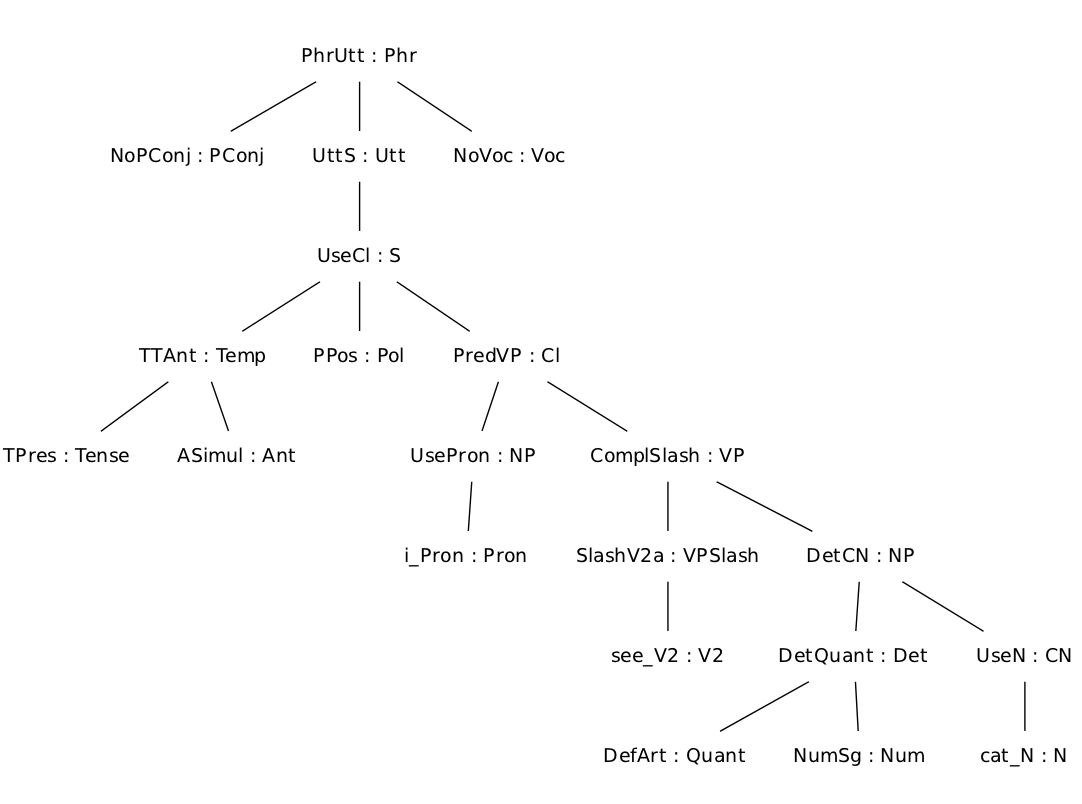 PhrUtt : Phr
NoPConj : PConj UttS : Utt NoVoc : Voc
UseCl : S
TTAnt : Temp PPos : Pol PredVP : Cl
TPres : Tense ASimul : Ant UsePron : NP ComplSlash : VP
i_Pron : Pron SlashV2a : VPSlash DetCN : NP
see_V2 : V2 DetQuant : Det UseN : CN
DefArt : Quant NumSg : Num cat_N : N